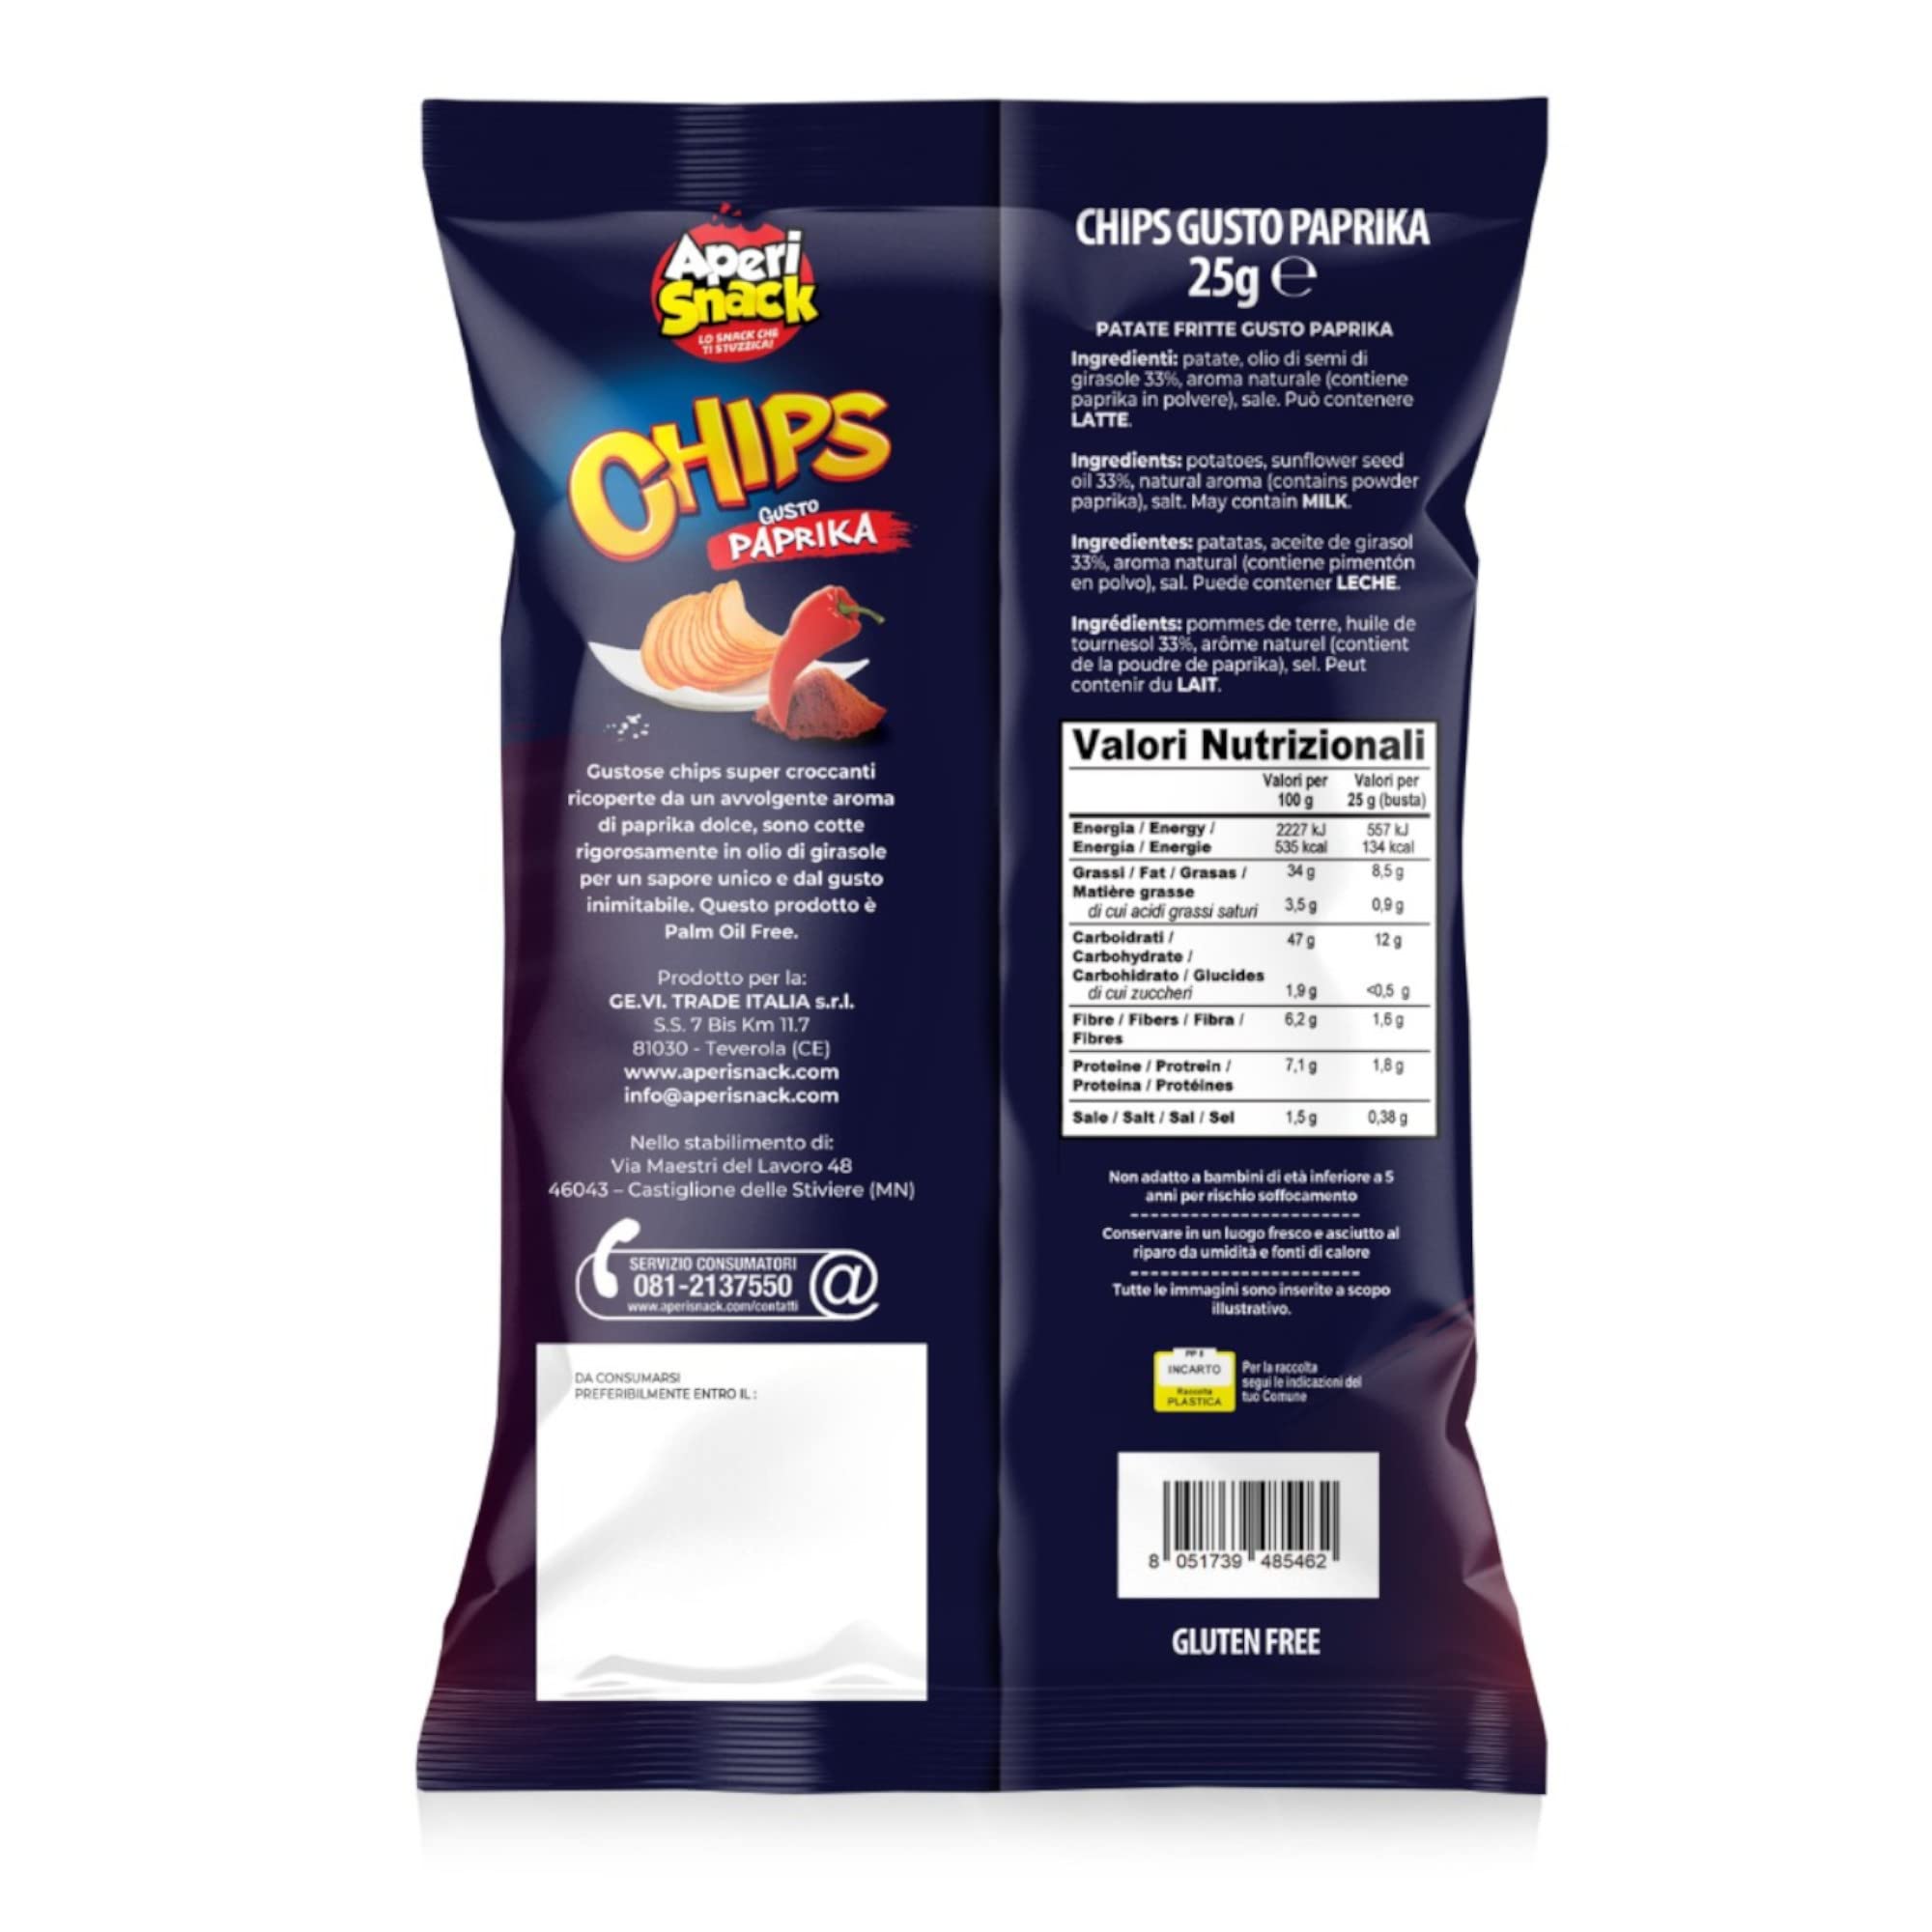 Aperi
Snack
LO SNACK CHE
TI STUZZICA!
CHIPS
GUSTO
PAPRIKA
Gustose chips super croccanti
ricoperte da un avvolgente aroma
di paprika dolce, sono cotte
rigorosamente in olio di girasole
per un sapore unico e dal gusto
inimitabile. Questo prodotto è
Palm Oil Free.
Prodotto per la:
GE.VI. TRADE ITALIA s.r.l.
S.S. 7 Bis Km 11.7
81030 - Teverola (CE)
www.aperisnack.com
info@aperisnack.com
Nello stabilimento di:
Via Maestri del Lavoro 48
46043 – Castiglione delle Stiviere (MN)
SERVIZIO CONSUMATORI
081-2137550
www.aperisnack.com/contatti
@
DA CONSUMARSI
PREFERIBILMENTE ENTRO IL :
CHIPS GUSTO PAPRIKA
25g ℮
PATATE FRITTE GUSTO PAPRIKA
Ingredienti: patate, olio di semi di
girasole 33%, aroma naturale (contiene
paprika in polvere), sale. Può contenere
LATTE.
Ingredients: potatoes, sunflower seed
oil 33%, natural aroma (contains powder
paprika), salt. May contain MILK.
Ingredientes: patatas, aceite de girasol
33%, aroma natural (contiene pimentón
en polvo), sal. Puede contener LECHE.
Ingrédients: pommes de terre, huile de
tournesol 33%, arôme naturel (contient
de la poudre de paprika), sel. Peut
contenir du LAIT.
Valori Nutrizionali
Valori per Valori per
100 g 25 g (busta)
Energia / Energy / 2227 kJ 557 kJ
Energía / Energie 535 kcal 134 kcal
Grassi / Fat / Grasas / 34 g 8,5 g
Matière grasse
di cui acidi grassi saturi 3,5 g 0,9 g
Carboidrati / 47 g 12 g
Carbohydrate /
Carbohidrato / Glucides
di cui zuccheri 1,9 g <0,5 g
Fibre / Fibers / Fibra / 6,2 g 1,6 g
Fibres
Proteine / Protrein / 7,1 g 1,8 g
Proteína / Protéines
Sale / Salt / Sal / Sel 1,5 g 0,38 g
Non adatto a bambini di età inferiore a 5
anni per rischio soffocamento
Conservare in un luogo fresco e asciutto al
riparo da umidità e fonti di calore
Tutte le immagini sono inserite a scopo
illustrativo.
INCARTO
Raccolta
PLASTICA
Per la raccolta
segui le indicazioni del
tuo Comune
8 051739 485462
GLUTEN FREE